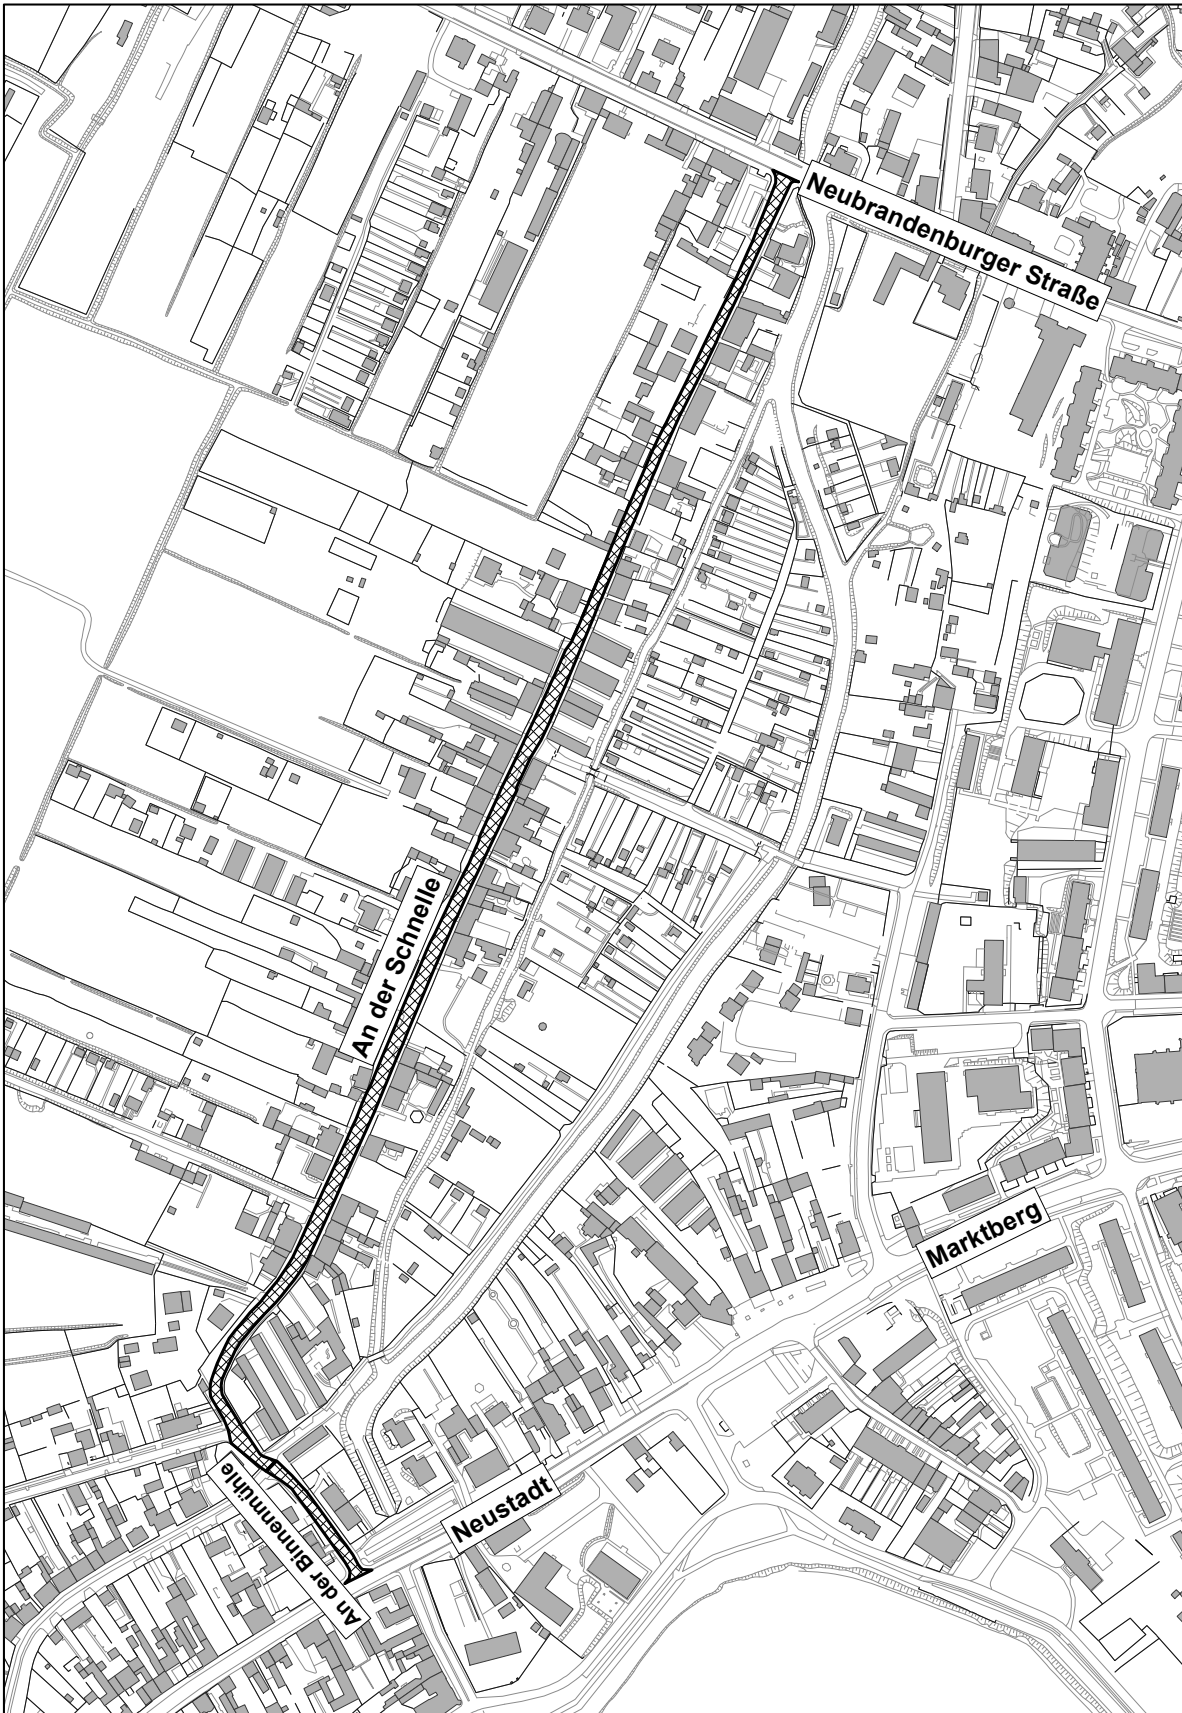 Neubrandenburger Straße
An der Schnelle
Marktberg
Neustadt
An der Binnenmühle